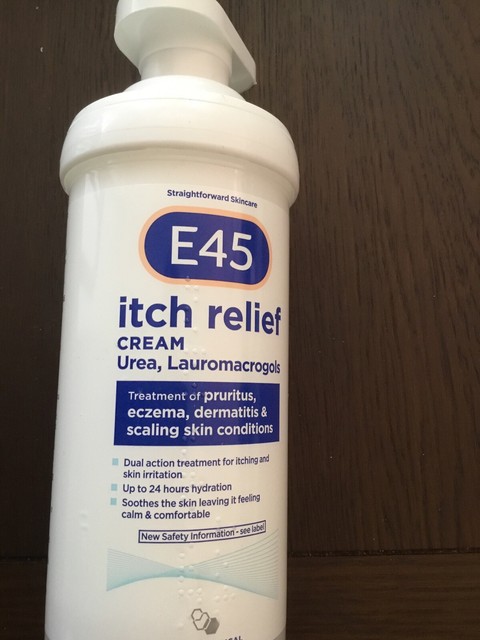 Straightforward Skincare
E45
itch relief
CREAM
Urea, Lauromacrogols
Treatment of pruritus,
eczema, dermatitis &
scaling skin conditions
Dual action treatment for itching and
skin irritation
Up to 24 hours hydration
Soothes the skin leaving it feeling
calm & comfortable
New Safety Information - see label